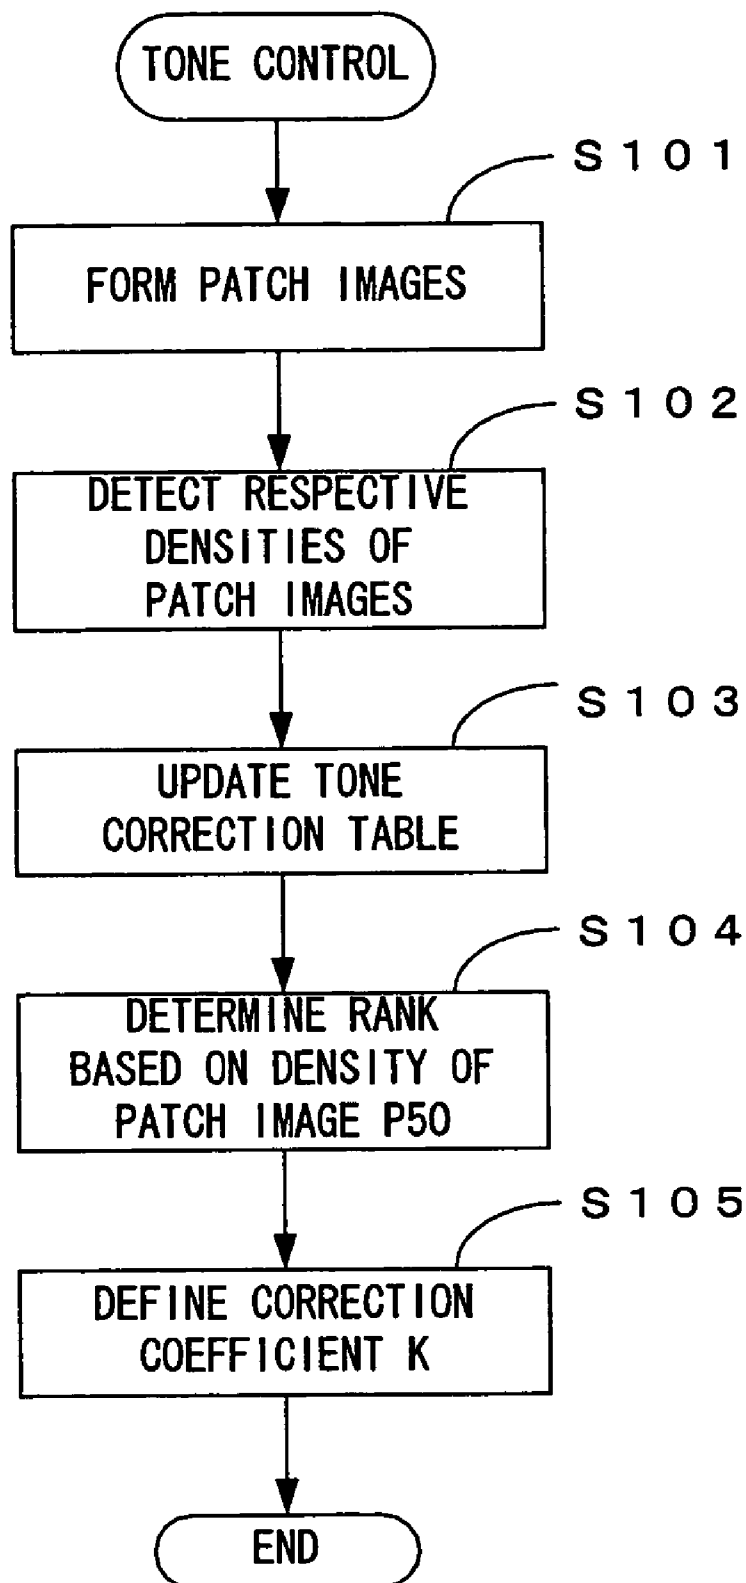 TONE CONTROL
S101
FORM PATCH IMAGES
S102
DETECT RESPECTIVE
DENSITIES OF
PATCH IMAGES
S103
UPDATE TONE
CORRECTION TABLE
S104
DETERMINE RANK
BASED ON DENSITY OF
PATCH IMAGE P50
S105
DEFINE CORRECTION
COEFFICIENT K
END